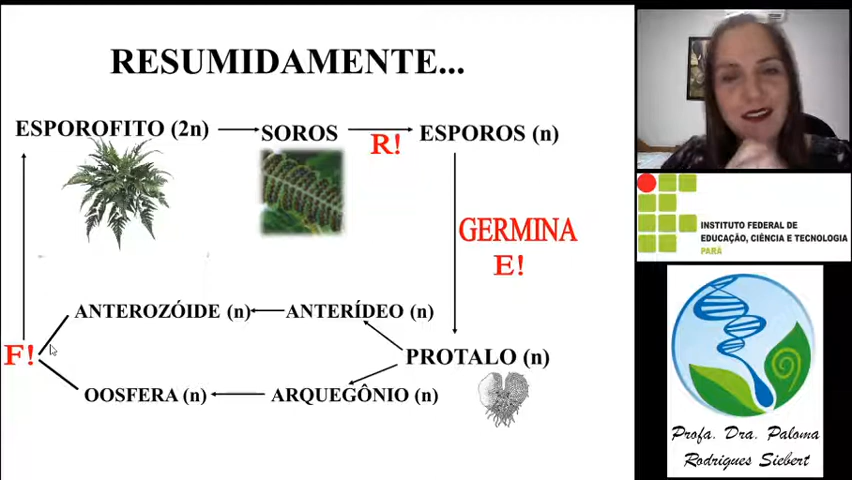 RESUMIDAMENTE...
ESPOROFITO (2n)
SOROS
R!
ESPOROS (n)
GERMINA
E!
ANTEROZÓIDE (n)
ANTERÍDEO (n)
F!
PROTALO (n)
OOSFERA (n)
ARQUEGÔNIO (n)
INSTITUTO FEDERAL DE
EDUCAÇÃO, CIÊNCIA E TECNOLOGIA
PARÁ
Profa. Dra. Paloma
Rodrigues Siebert